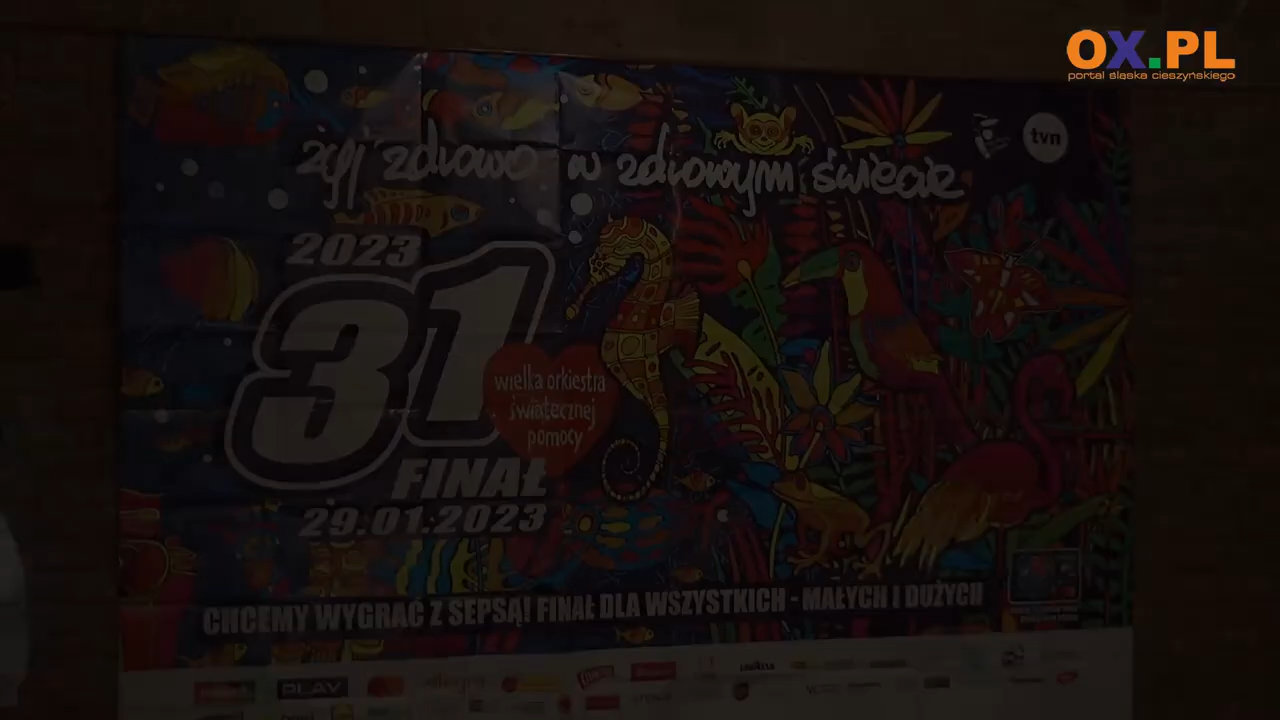 OX.PL
portal śląska cieszyńskiego
tvn
żyj zdrowo w zdrowym świecie
2023
31
wielka orkiestra
świątecznej
pomocy
FINAŁ
29.01.2023
CHCEMY WYGRAĆ Z SEPSĄ! FINAŁ DLA WSZYSTKICH - MAŁYCH I DUŻYCH
PLAY